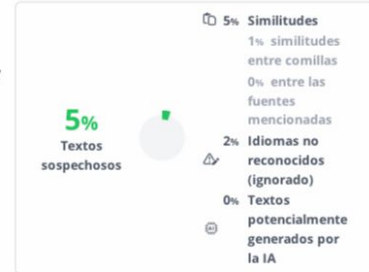 5%
Textos
sospechosos
5% Similitudes
1% similitudes
entre comillas
0% entre las
fuentes
mencionadas
2% Idiomas no
reconocidos
(ignorado)
0% Textos
potencialmente
generados por
la IA